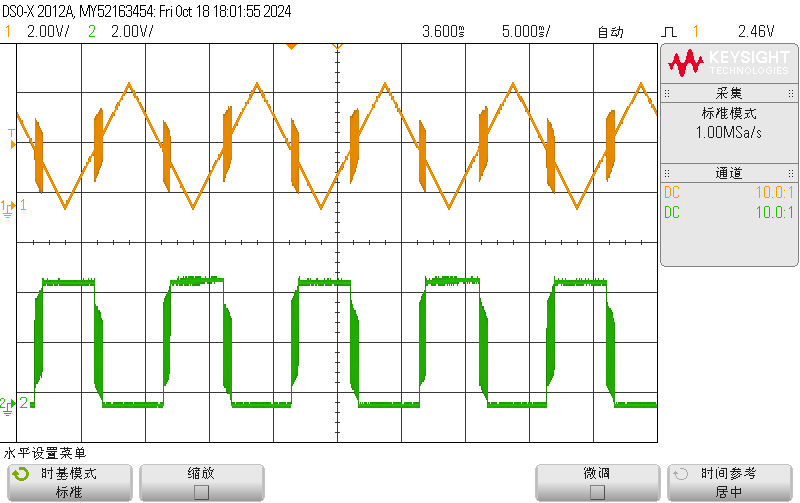 DSO-X 2012A, MY52163454: Fri Oct 18 18:01:55 2024
1 2.00V/ 2 2.00V/ 3.600s 5.000s/ 自动 1 2.46V
KEYSIGHT
TECHNOLOGIES
采集
标准模式
1.00MSa/s
通道
DC 10.0:1
DC 10.0:1
T
1 1
2 2
水平设置菜单
时基模式
标准
缩放
微调
时间参考
居中